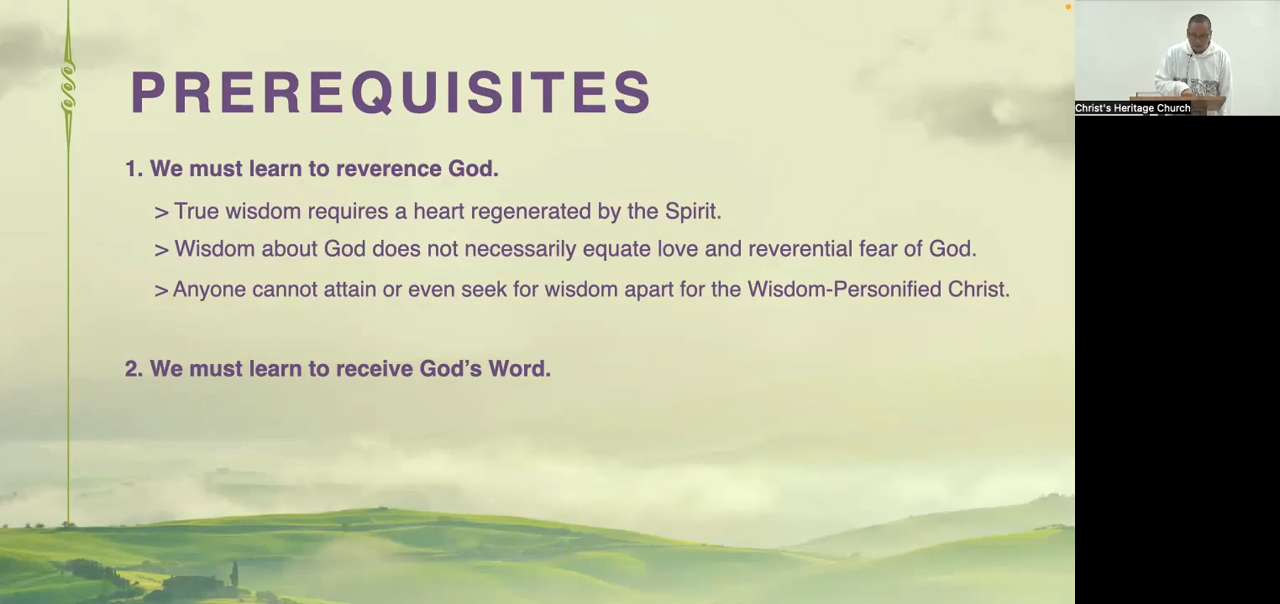 PREREQUISITES
1. We must learn to reverence God.
> True wisdom requires a heart regenerated by the Spirit.
> Wisdom about God does not necessarily equate love and reverential fear of God.
> Anyone cannot attain or even seek for wisdom apart for the Wisdom-Personified Christ.
2. We must learn to receive God’s Word.
Christ's Heritage Church